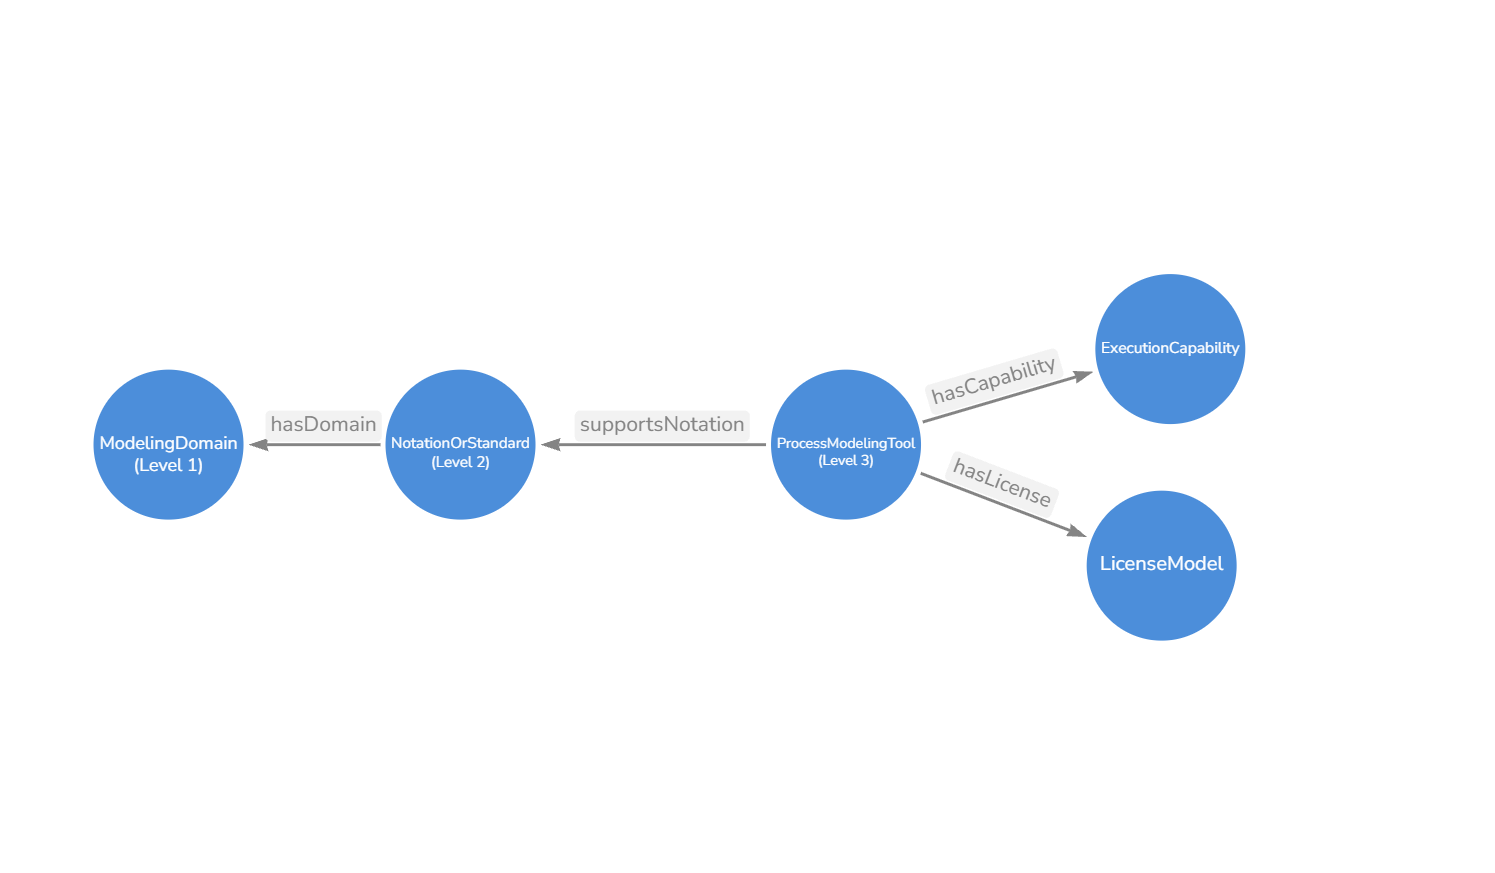 ModelingDomain
(Level 1)
hasDomain
NotationOrStandard
(Level 2)
supportsNotation
ProcessModelingTool
(Level 3)
hasCapability
ExecutionCapability
hasLicense
LicenseModel